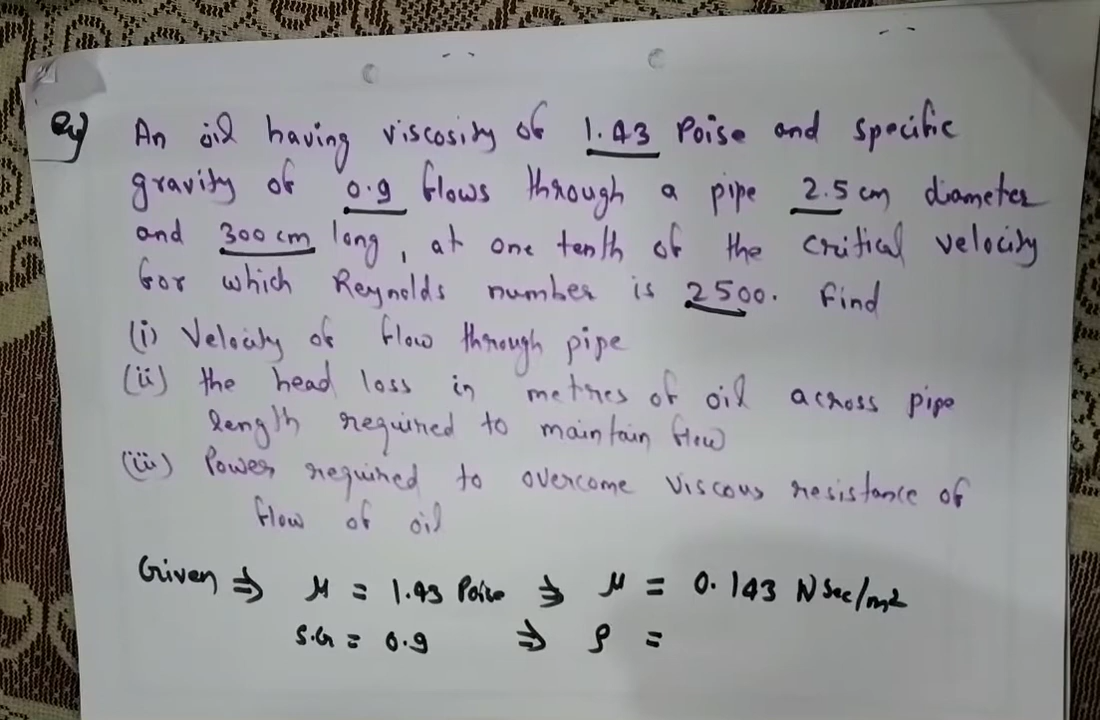 Q4) An oil having viscosity of 1.43 Poise and specific
gravity of 0.9 flows through a pipe 2.5 cm diameter
and 300 cm long, at one tenth of the critical velocity
for which Reynolds number is 2500. Find
(i) Velocity of flow through pipe
(ii) the head loss in metres of oil across pipe
length required to maintain flow
(iii) Power required to overcome viscous resistance of
flow of oil
Given ⇒ μ = 1.43 Poise ⇒ μ = 0.143 N sec/m²
S.G = 0.9 ⇒ ρ =